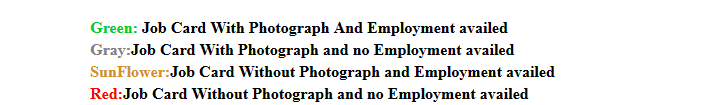 Green: Job Card With Photograph And Employment availed
Gray:Job Card With Photograph and no Employment availed
SunFlower:Job Card Without Photograph and Employment availed
Red:Job Card Without Photograph and no Employment availed